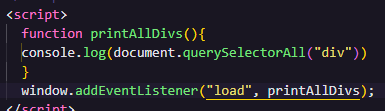 <script>
function printAllDivs(){
console.log(document.querySelectorAll("div"))
}
window.addEventListener("load", printAllDivs);
</script>